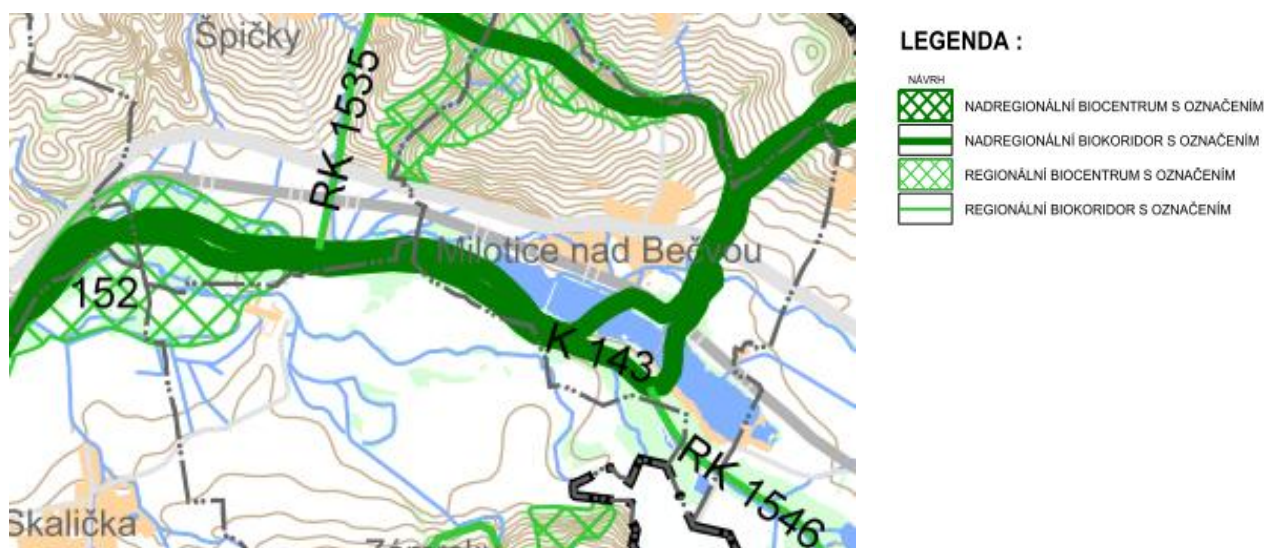 Špičky
RK 1535
Milotice nad Bečvou
152
K 143
RK 1546
Skalička
LEGENDA :
NÁVRH
NADREGIONÁLNÍ BIOCENTRUM S OZNAČENÍM
NADREGIONÁLNÍ BIOKORIDOR S OZNAČENÍM
REGIONÁLNÍ BIOCENTRUM S OZNAČENÍM
REGIONÁLNÍ BIOKORIDOR S OZNAČENÍM